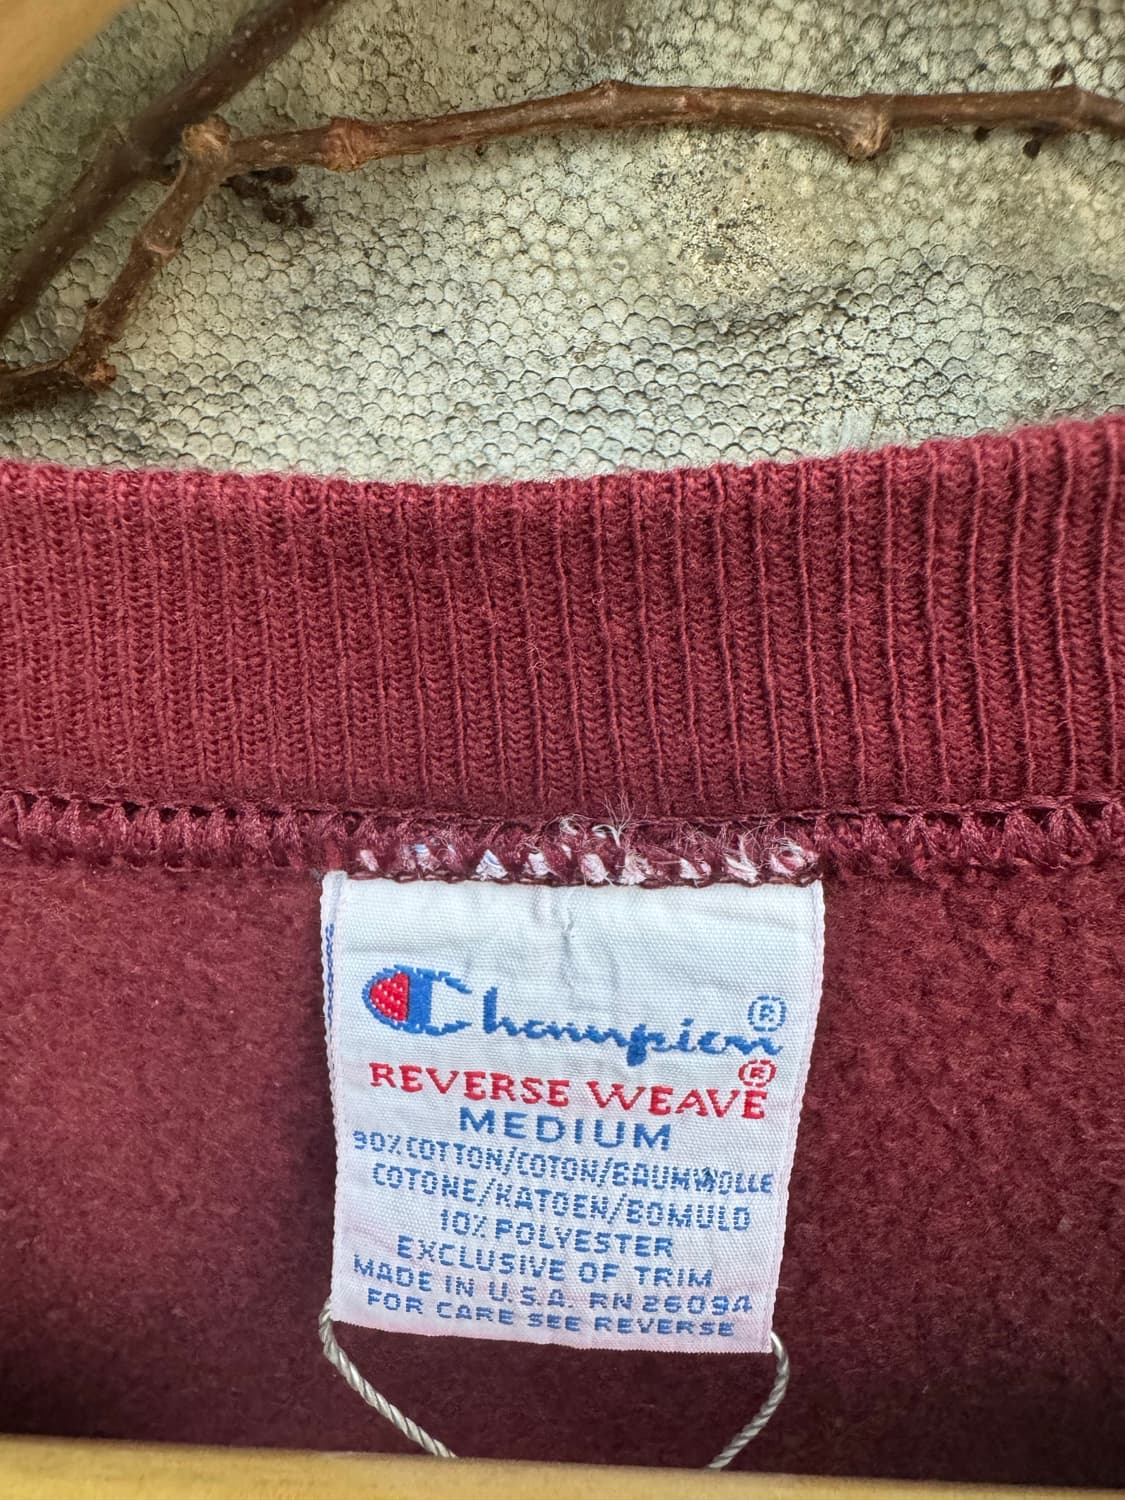 Champion ®
REVERSE WEAVE ®
MEDIUM
90% COTTON/COTON/BAUMWOLLE
COTONE/KATOEN/BOMULD
10% POLYESTER
EXCLUSIVE OF TRIM
MADE IN U.S.A. RN 26094
FOR CARE SEE REVERSE